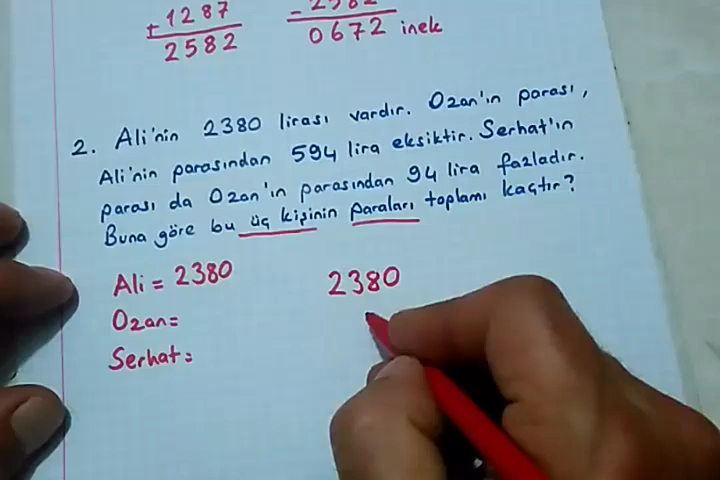 +1287
2582
-2582
0672 inek
2. Ali'nin 2380 lirası vardır. Ozan'ın parası,
Ali'nin parasından 594 lira eksiktir. Serhat'ın
parası da Ozan'ın parasından 94 lira fazladır.
Buna göre bu üç kişinin paraları toplamı kaçtır?
Ali = 2380
2380
Ozan=
Serhat: